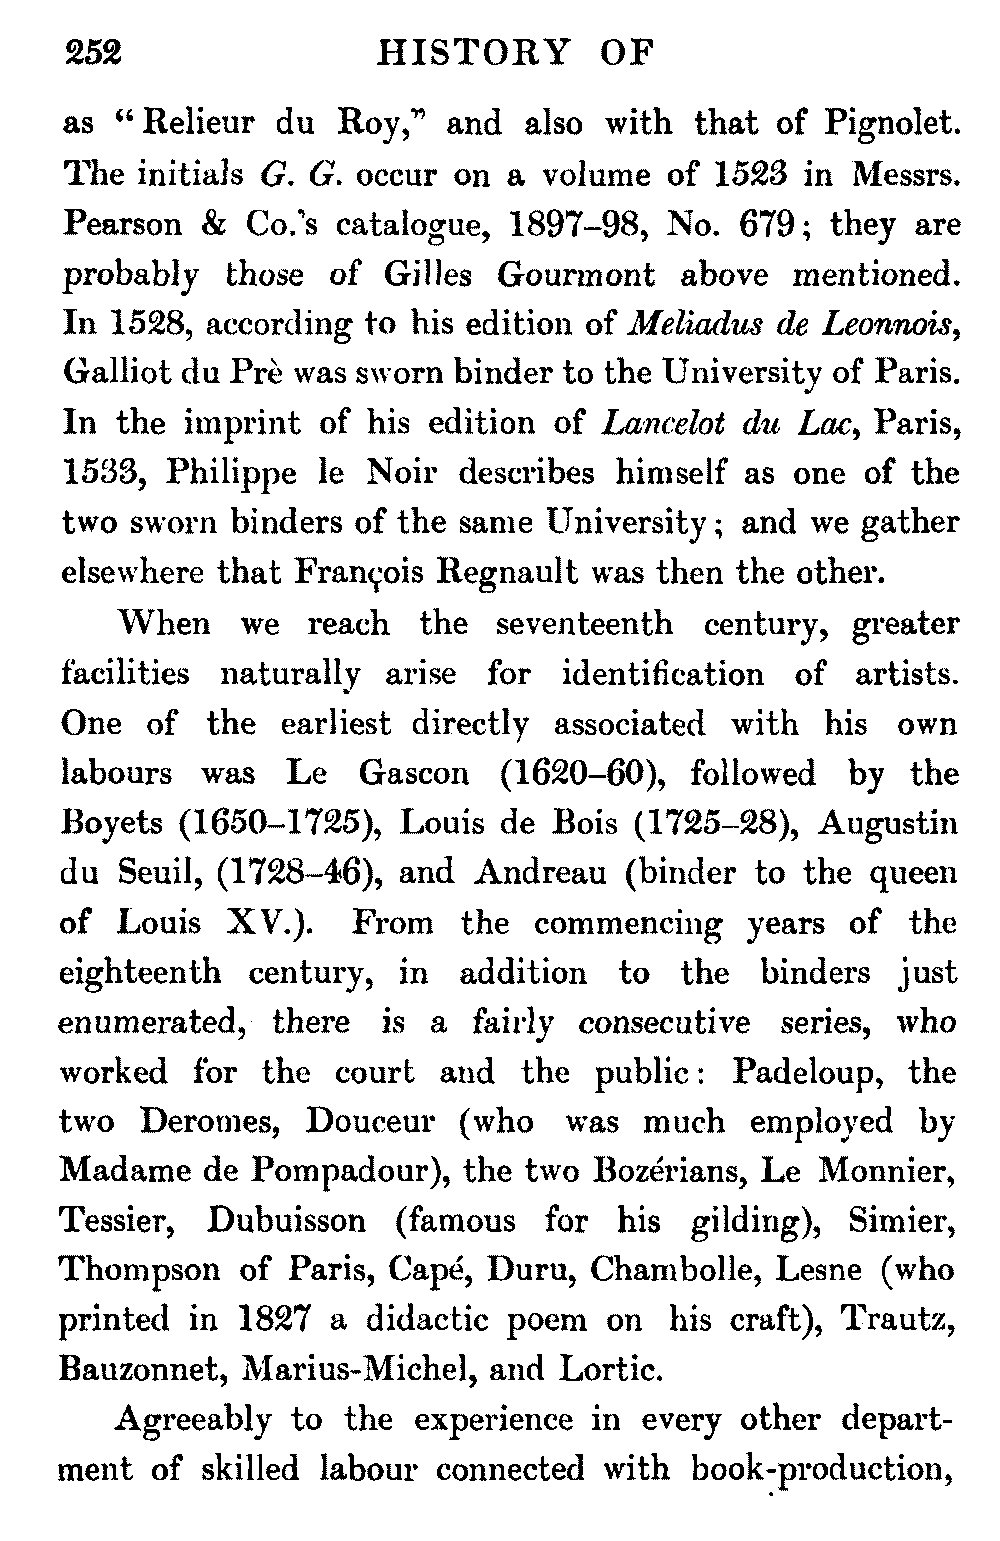 252 HISTORY OF
as “Relieur du Roy,” and also with that of Pignolet.
The initials G. G. occur on a volume of 1523 in Messrs.
Pearson & Co.’s catalogue, 1897–98, No. 679; they are
probably those of Gilles Gourmont above mentioned.
In 1528, according to his edition of Meliadus de Leonnois,
Galliot du Prè was sworn binder to the University of Paris.
In the imprint of his edition of Lancelot du Lac, Paris,
1533, Philippe le Noir describes himself as one of the
two sworn binders of the same University; and we gather
elsewhere that François Regnault was then the other.
When we reach the seventeenth century, greater
facilities naturally arise for identification of artists.
One of the earliest directly associated with his own
labours was Le Gascon (1620–60), followed by the
Boyets (1650–1725), Louis de Bois (1725–28), Augustin
du Seuil, (1728–46), and Andreau (binder to the queen
of Louis XV.). From the commencing years of the
eighteenth century, in addition to the binders just
enumerated, there is a fairly consecutive series, who
worked for the court and the public: Padeloup, the
two Deromes, Douceur (who was much employed by
Madame de Pompadour), the two Bozérians, Le Monnier,
Tessier, Dubuisson (famous for his gilding), Simier,
Thompson of Paris, Capé, Duru, Chambolle, Lesne (who
printed in 1827 a didactic poem on his craft), Trautz,
Bauzonnet, Marius-Michel, and Lortic.
Agreeably to the experience in every other depart-
ment of skilled labour connected with book-production,